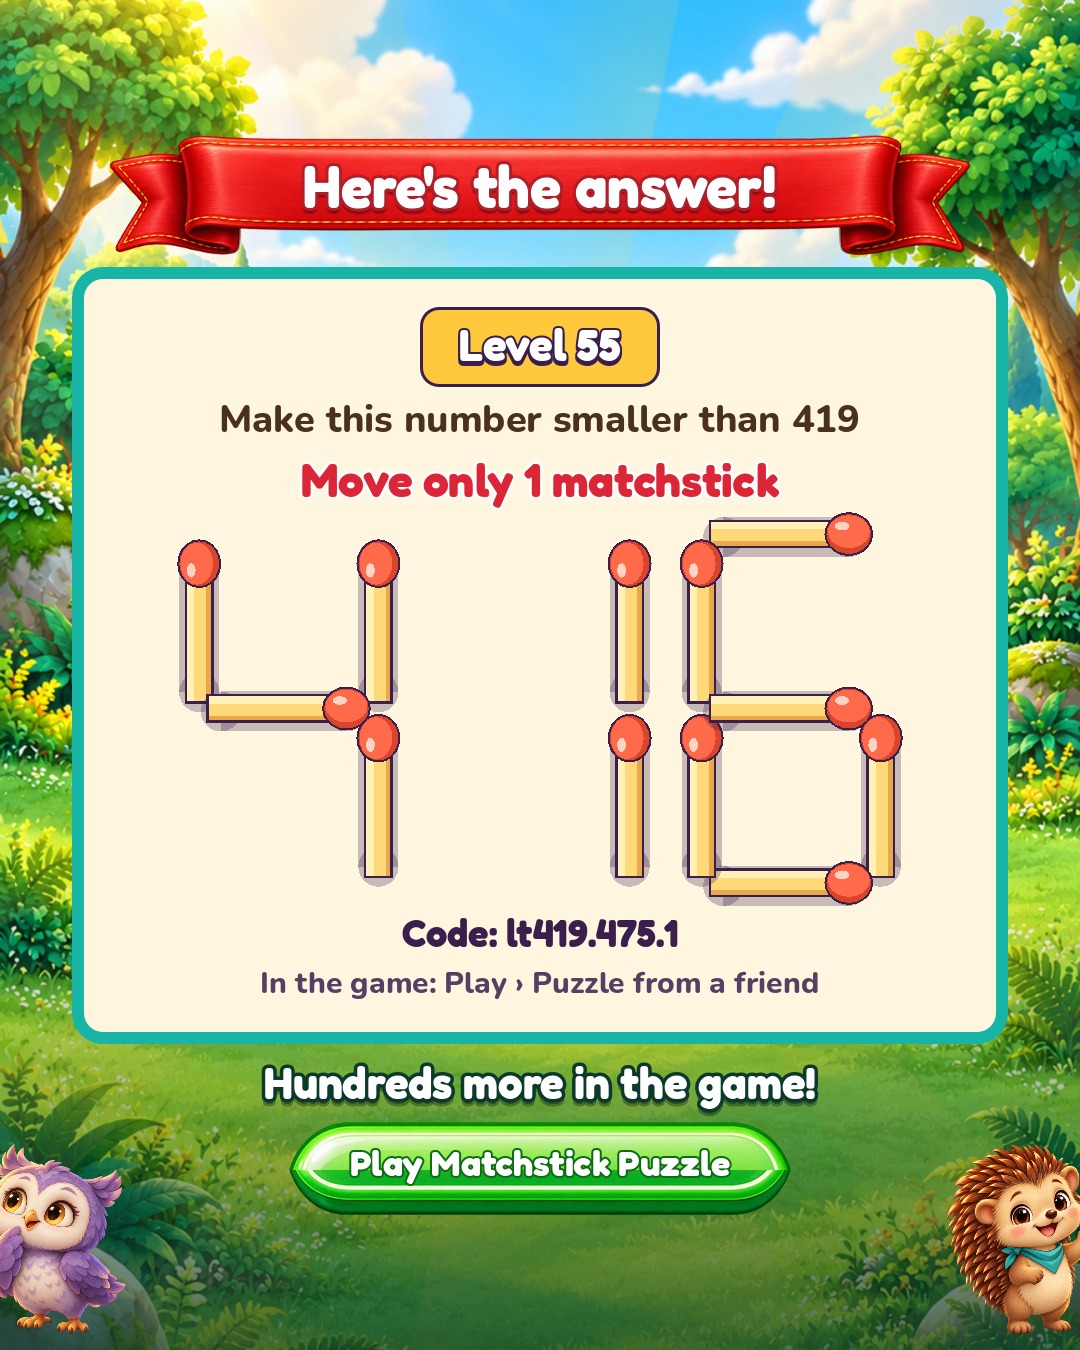 Here's the answer!
Level 55
Make this number smaller than 419
Move only 1 matchstick
416
Code: lt419.475.1
In the game: Play › Puzzle from a friend
Hundreds more in the game!
Play Matchstick Puzzle